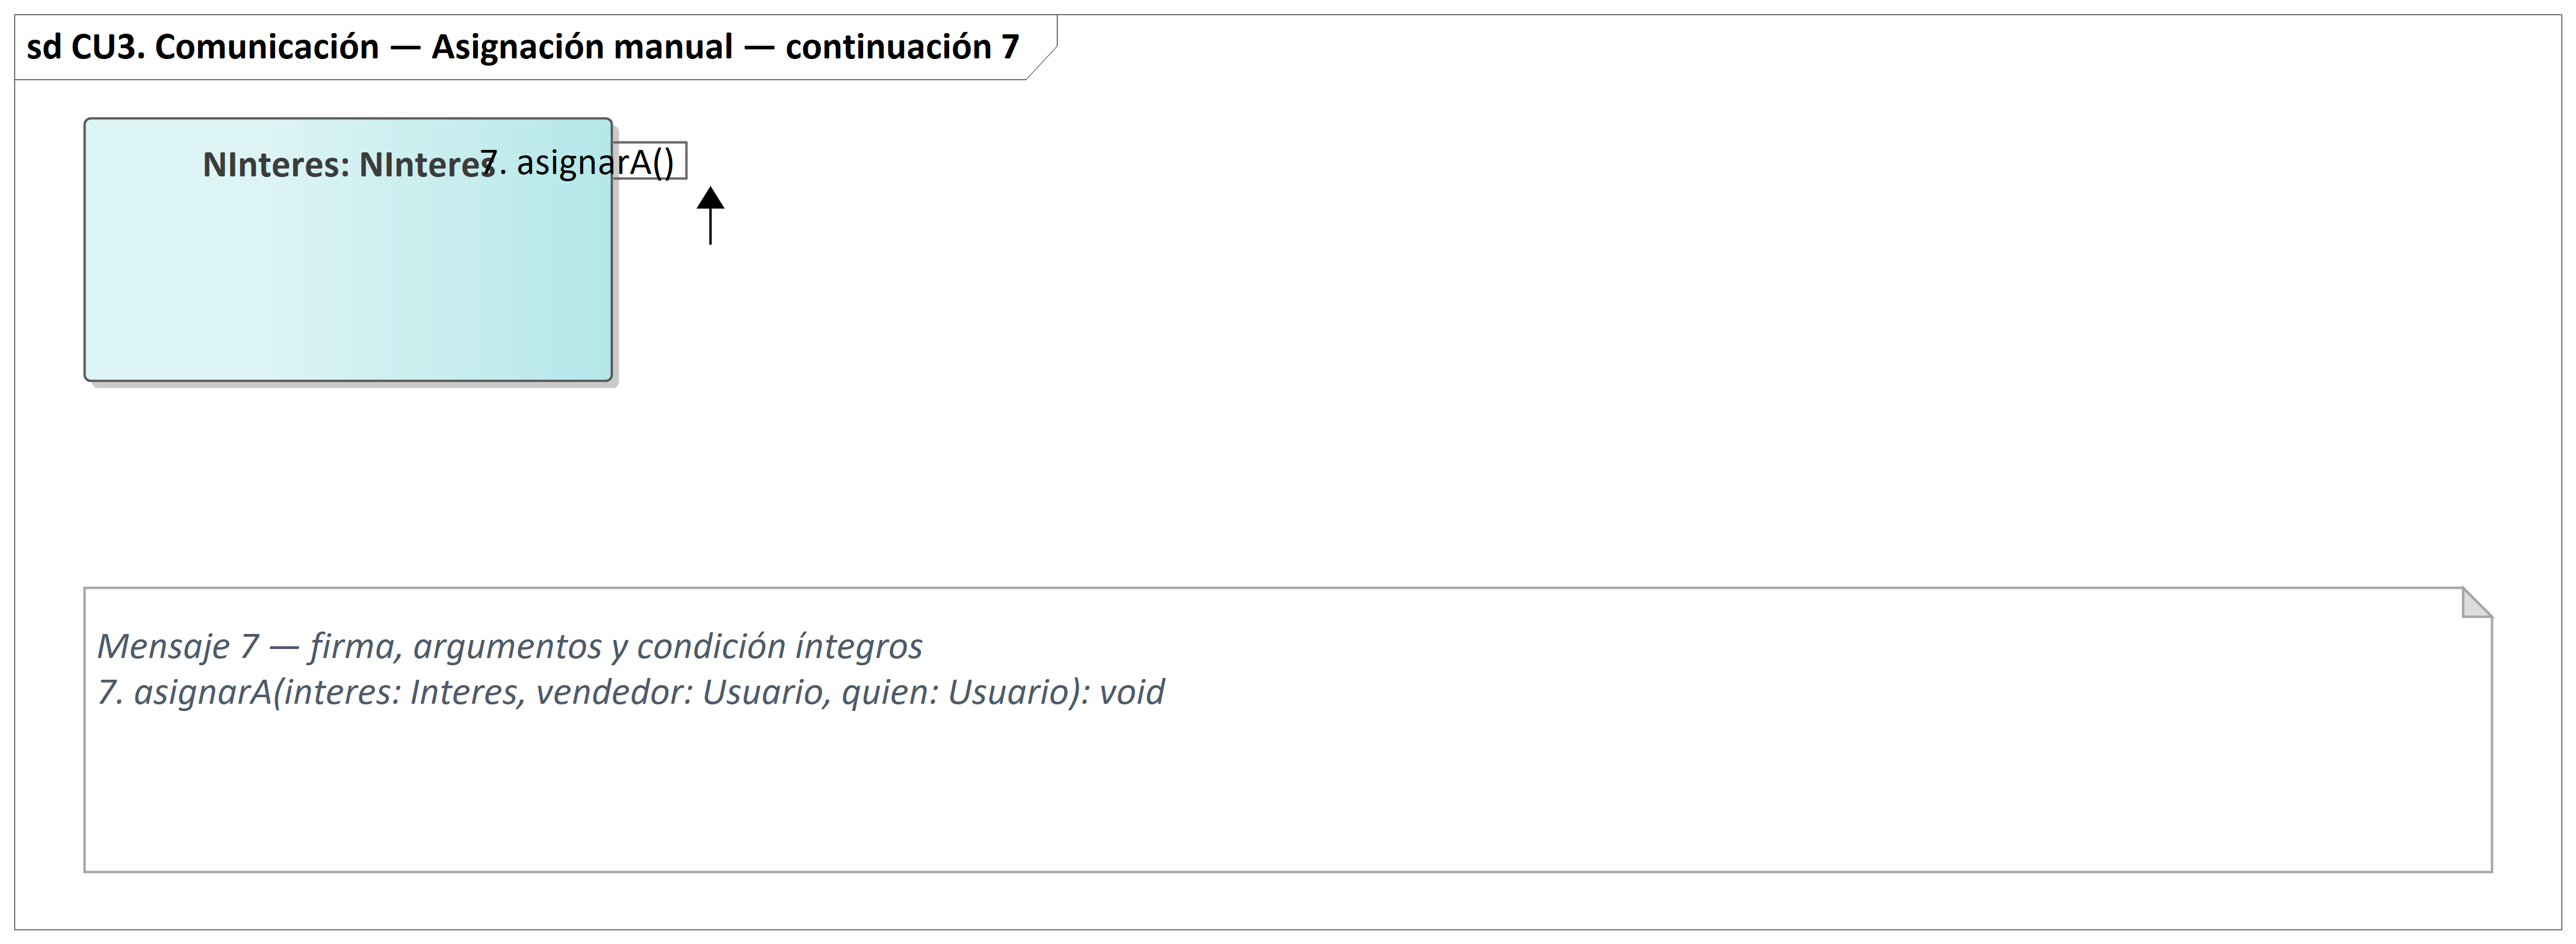 sd CU3. Comunicación — Asignación manual — continuación 7
NInteres: NInteres
7. asignarA()
Mensaje 7 — firma, argumentos y condición íntegros
7. asignarA(interes: Interes, vendedor: Usuario, quien: Usuario): void